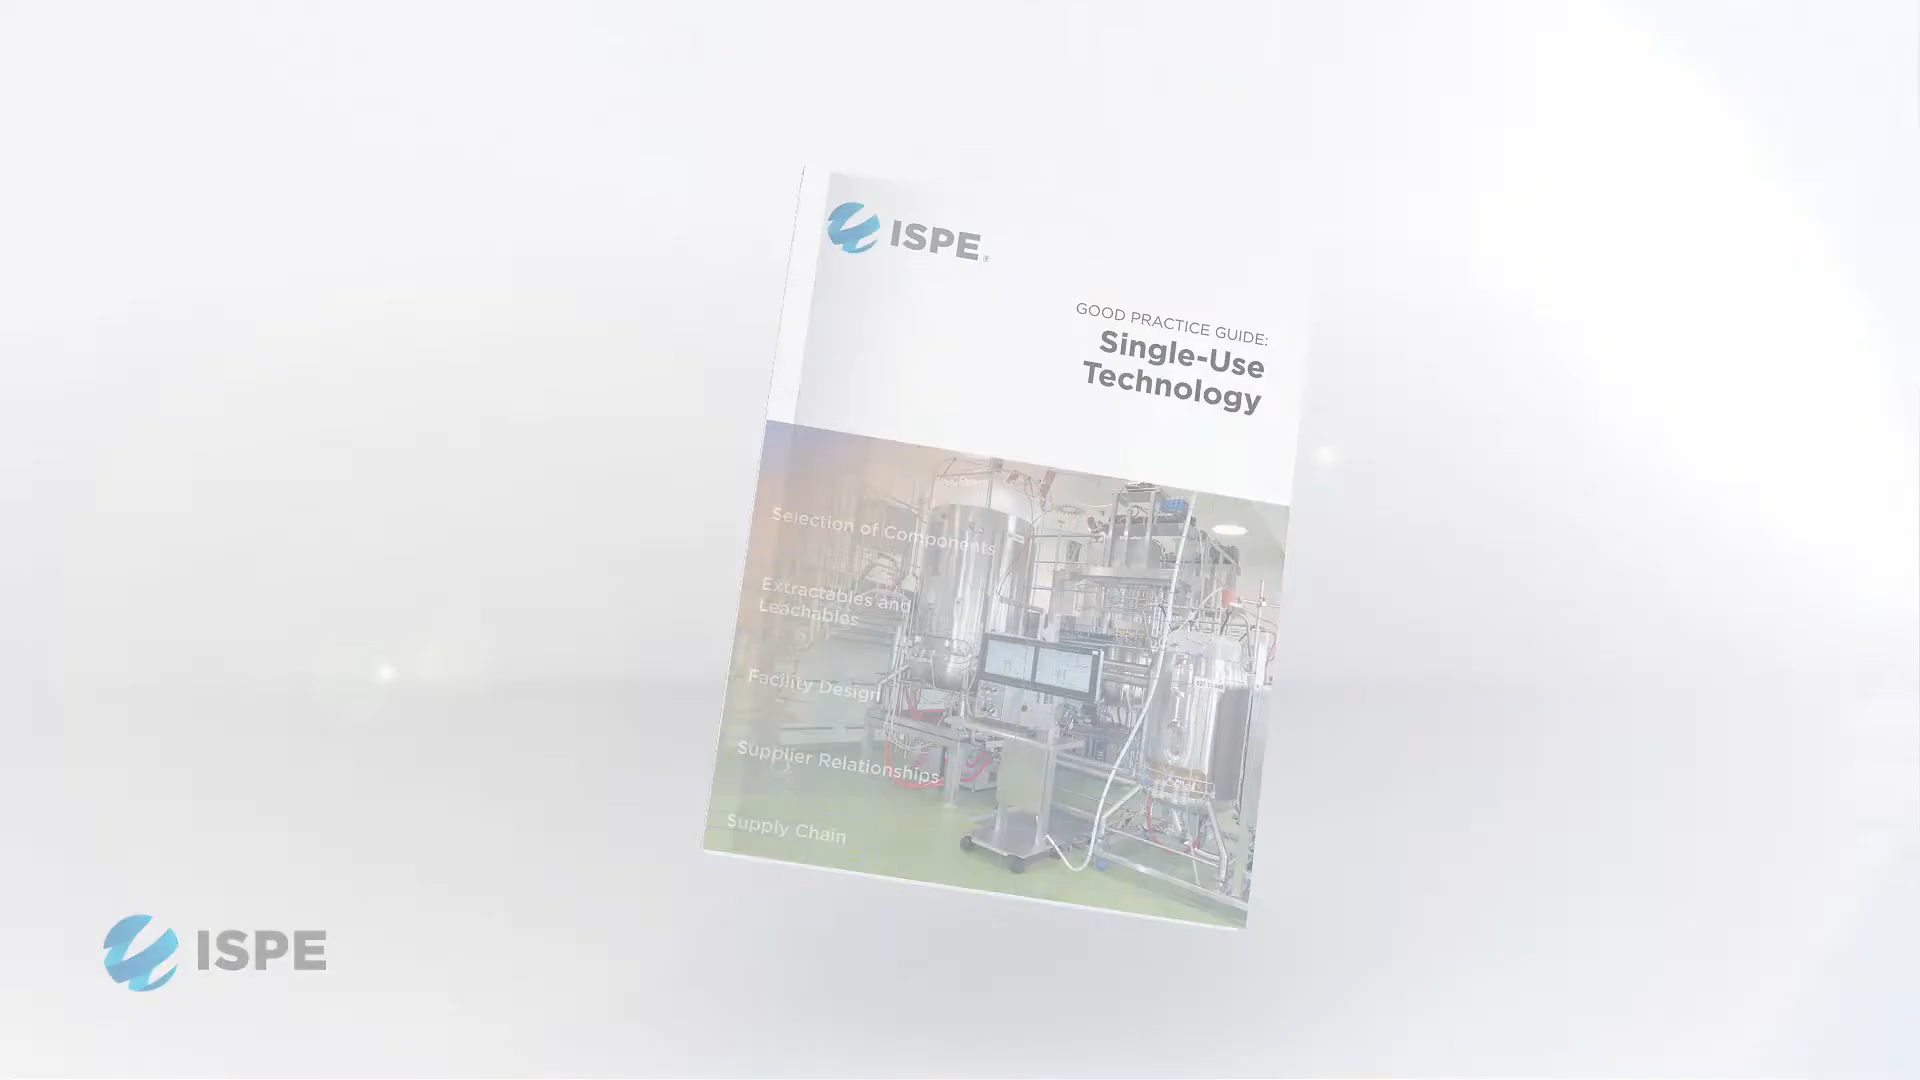 ISPE®
GOOD PRACTICE GUIDE:
Single-Use
Technology
Selection of Components
Extractables and
Leachables
Facility Design
Supplier Relationships
Supply Chain
ISPE